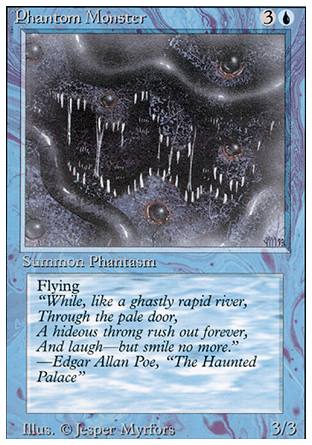 Phantom Monster 3
Summon Phantasm
Flying
“While, like a ghastly rapid river,
Through the pale door,
A hideous throng rush out forever,
And laugh—but smile no more.”
—Edgar Allan Poe, “The Haunted
Palace”
Illus. © Jesper Myrfors 3/3